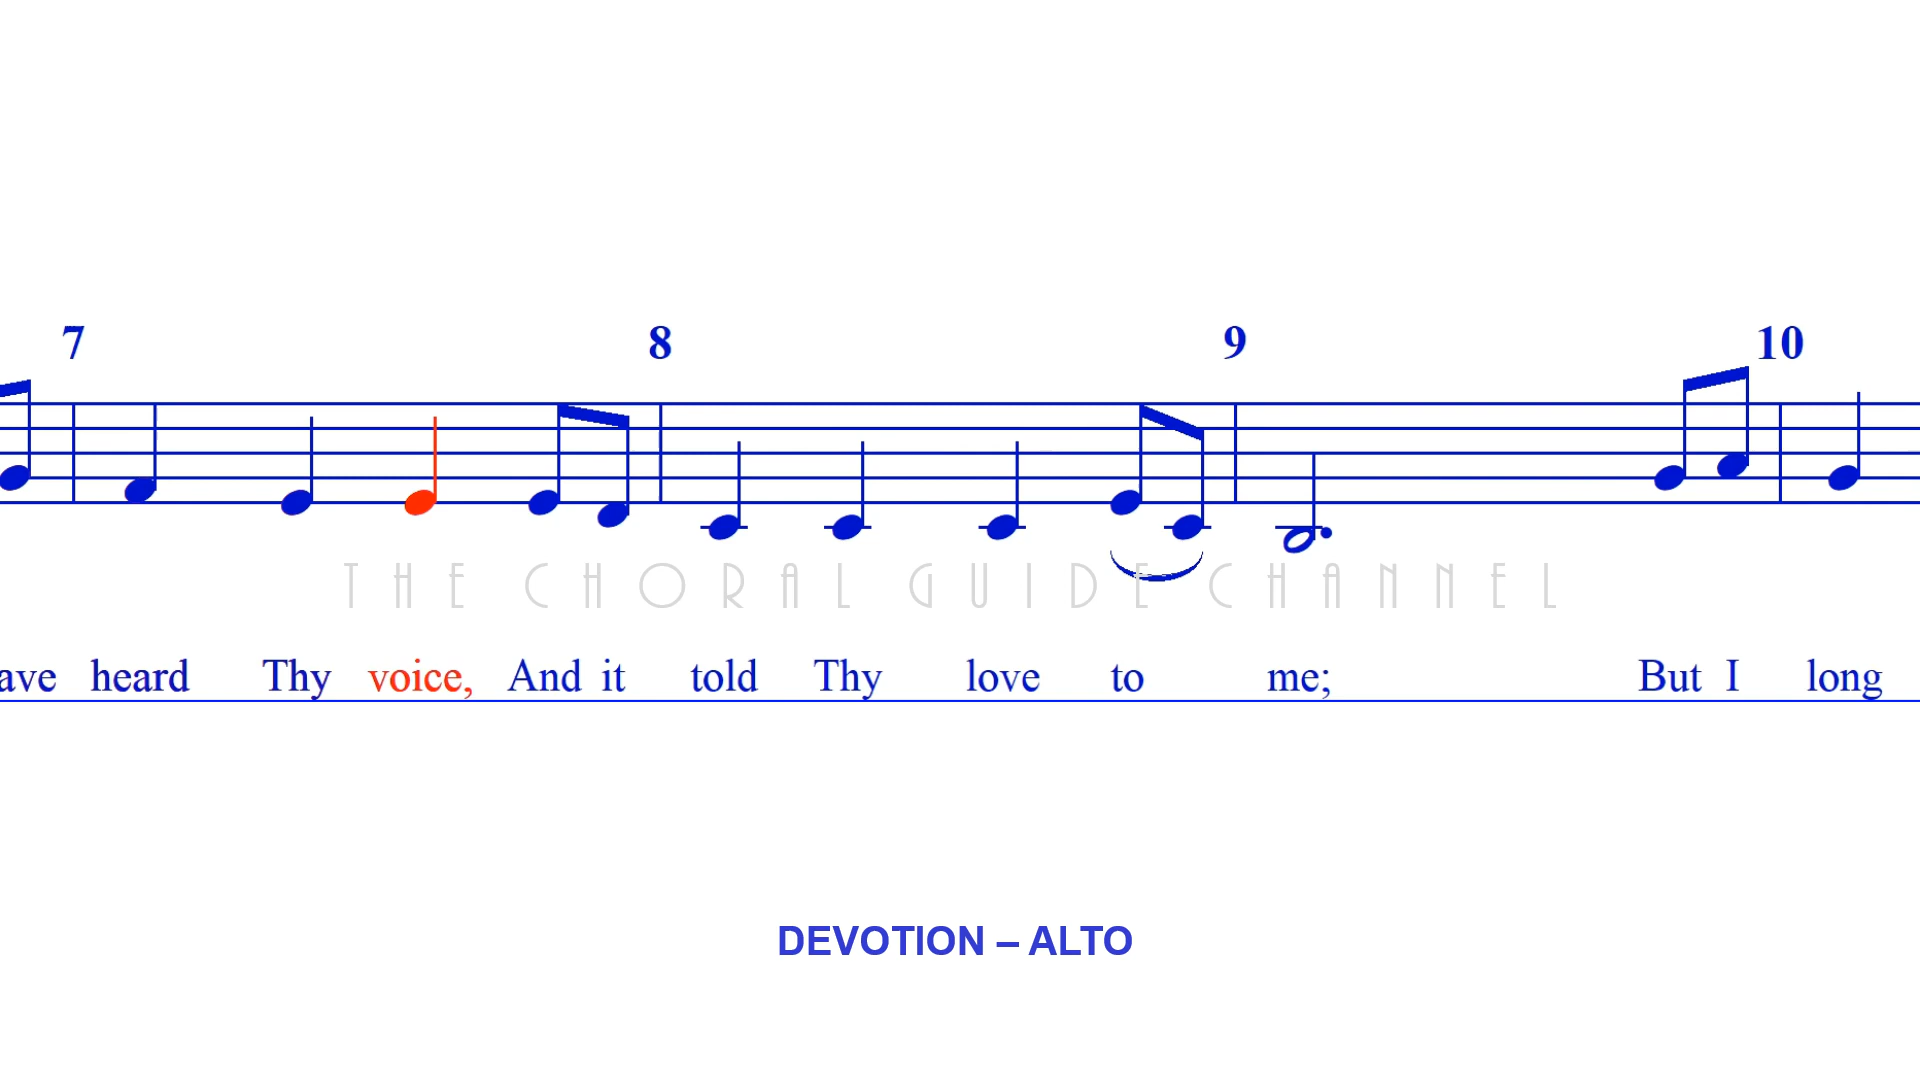 7 8 9 10
THE CHORAL GUIDE CHANNEL
ave heard Thy voice, And it told Thy love to me; But I long
DEVOTION – ALTO